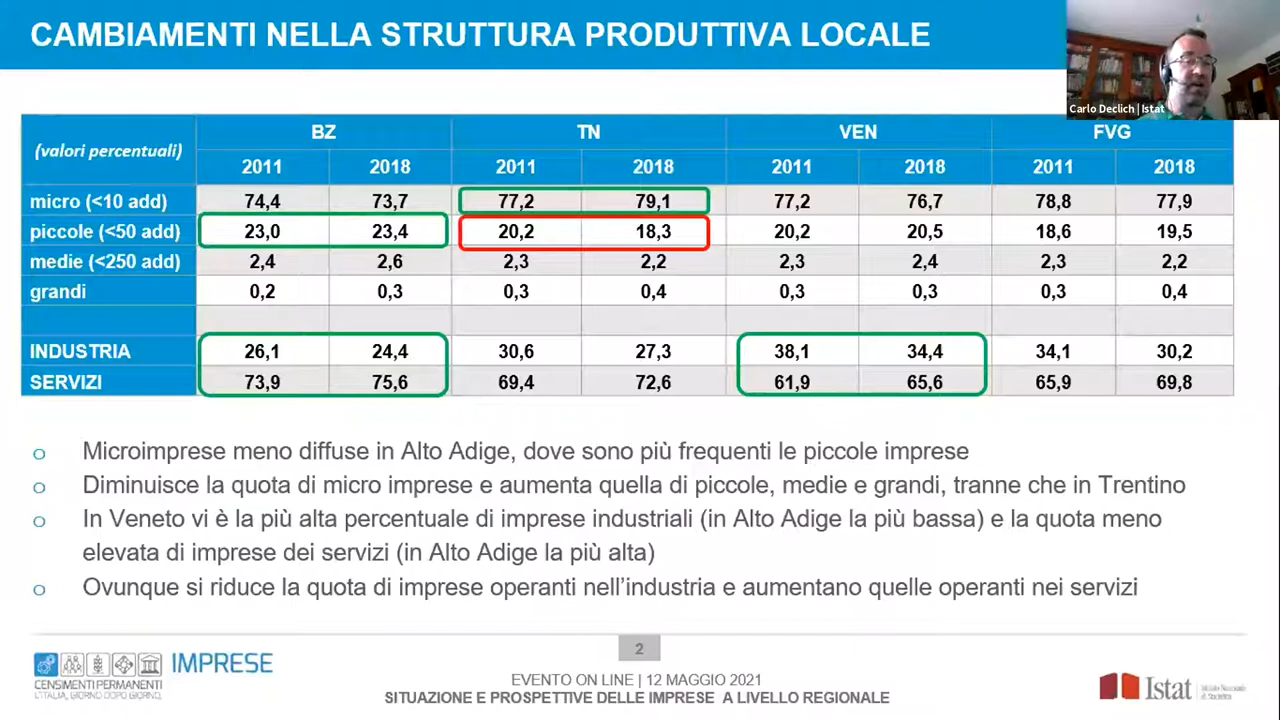 CAMBIAMENTI NELLA STRUTTURA PRODUTTIVA LOCALE
Carlo Declich | Istat
(valori percentuali) BZ TN VEN FVG
2011 2018 2011 2018 2011 2018 2011 2018
micro (<10 add) 74,4 73,7 77,2 79,1 77,2 76,7 78,8 77,9
piccole (<50 add) 23,0 23,4 20,2 18,3 20,2 20,5 18,6 19,5
medie (<250 add) 2,4 2,6 2,3 2,2 2,3 2,4 2,3 2,2
grandi 0,2 0,3 0,3 0,4 0,3 0,3 0,3 0,4
INDUSTRIA 26,1 24,4 30,6 27,3 38,1 34,4 34,1 30,2
SERVIZI 73,9 75,6 69,4 72,6 61,9 65,6 65,9 69,8
o Microimprese meno diffuse in Alto Adige, dove sono più frequenti le piccole imprese
o Diminuisce la quota di micro imprese e aumenta quella di piccole, medie e grandi, tranne che in Trentino
o In Veneto vi è la più alta percentuale di imprese industriali (in Alto Adige la più bassa) e la quota meno
elevata di imprese dei servizi (in Alto Adige la più alta)
o Ovunque si riduce la quota di imprese operanti nell'industria e aumentano quelle operanti nei servizi
2
IMPRESE
CENSIMENTI PERMANENTI
L'ITALIA, GIORNO DOPO GIORNO.
EVENTO ON LINE | 12 MAGGIO 2021
SITUAZIONE E PROSPETTIVE DELLE IMPRESE A LIVELLO REGIONALE
Istat